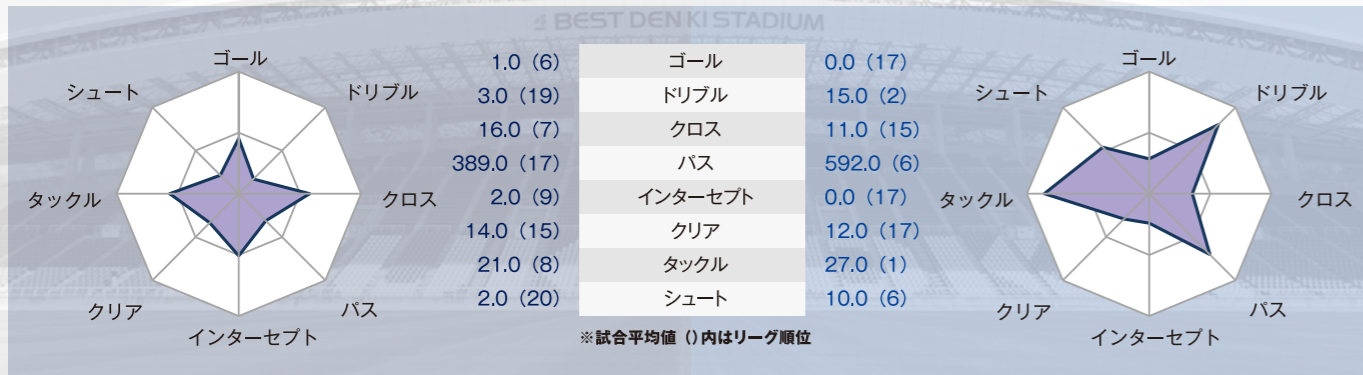 BEST DENKI STADIUM
ゴール
シュート
ドリブル
タックル
クロス
クリア
パス
インターセプト
1.0 (6) ゴール 0.0 (17)
3.0 (19) ドリブル 15.0 (2)
16.0 (7) クロス 11.0 (15)
389.0 (17) パス 592.0 (6)
2.0 (9) インターセプト 0.0 (17)
14.0 (15) クリア 12.0 (17)
21.0 (8) タックル 27.0 (1)
2.0 (20) シュート 10.0 (6)
※試合平均値 ()内はリーグ順位
ゴール
シュート
ドリブル
タックル
クロス
クリア
パス
インターセプト